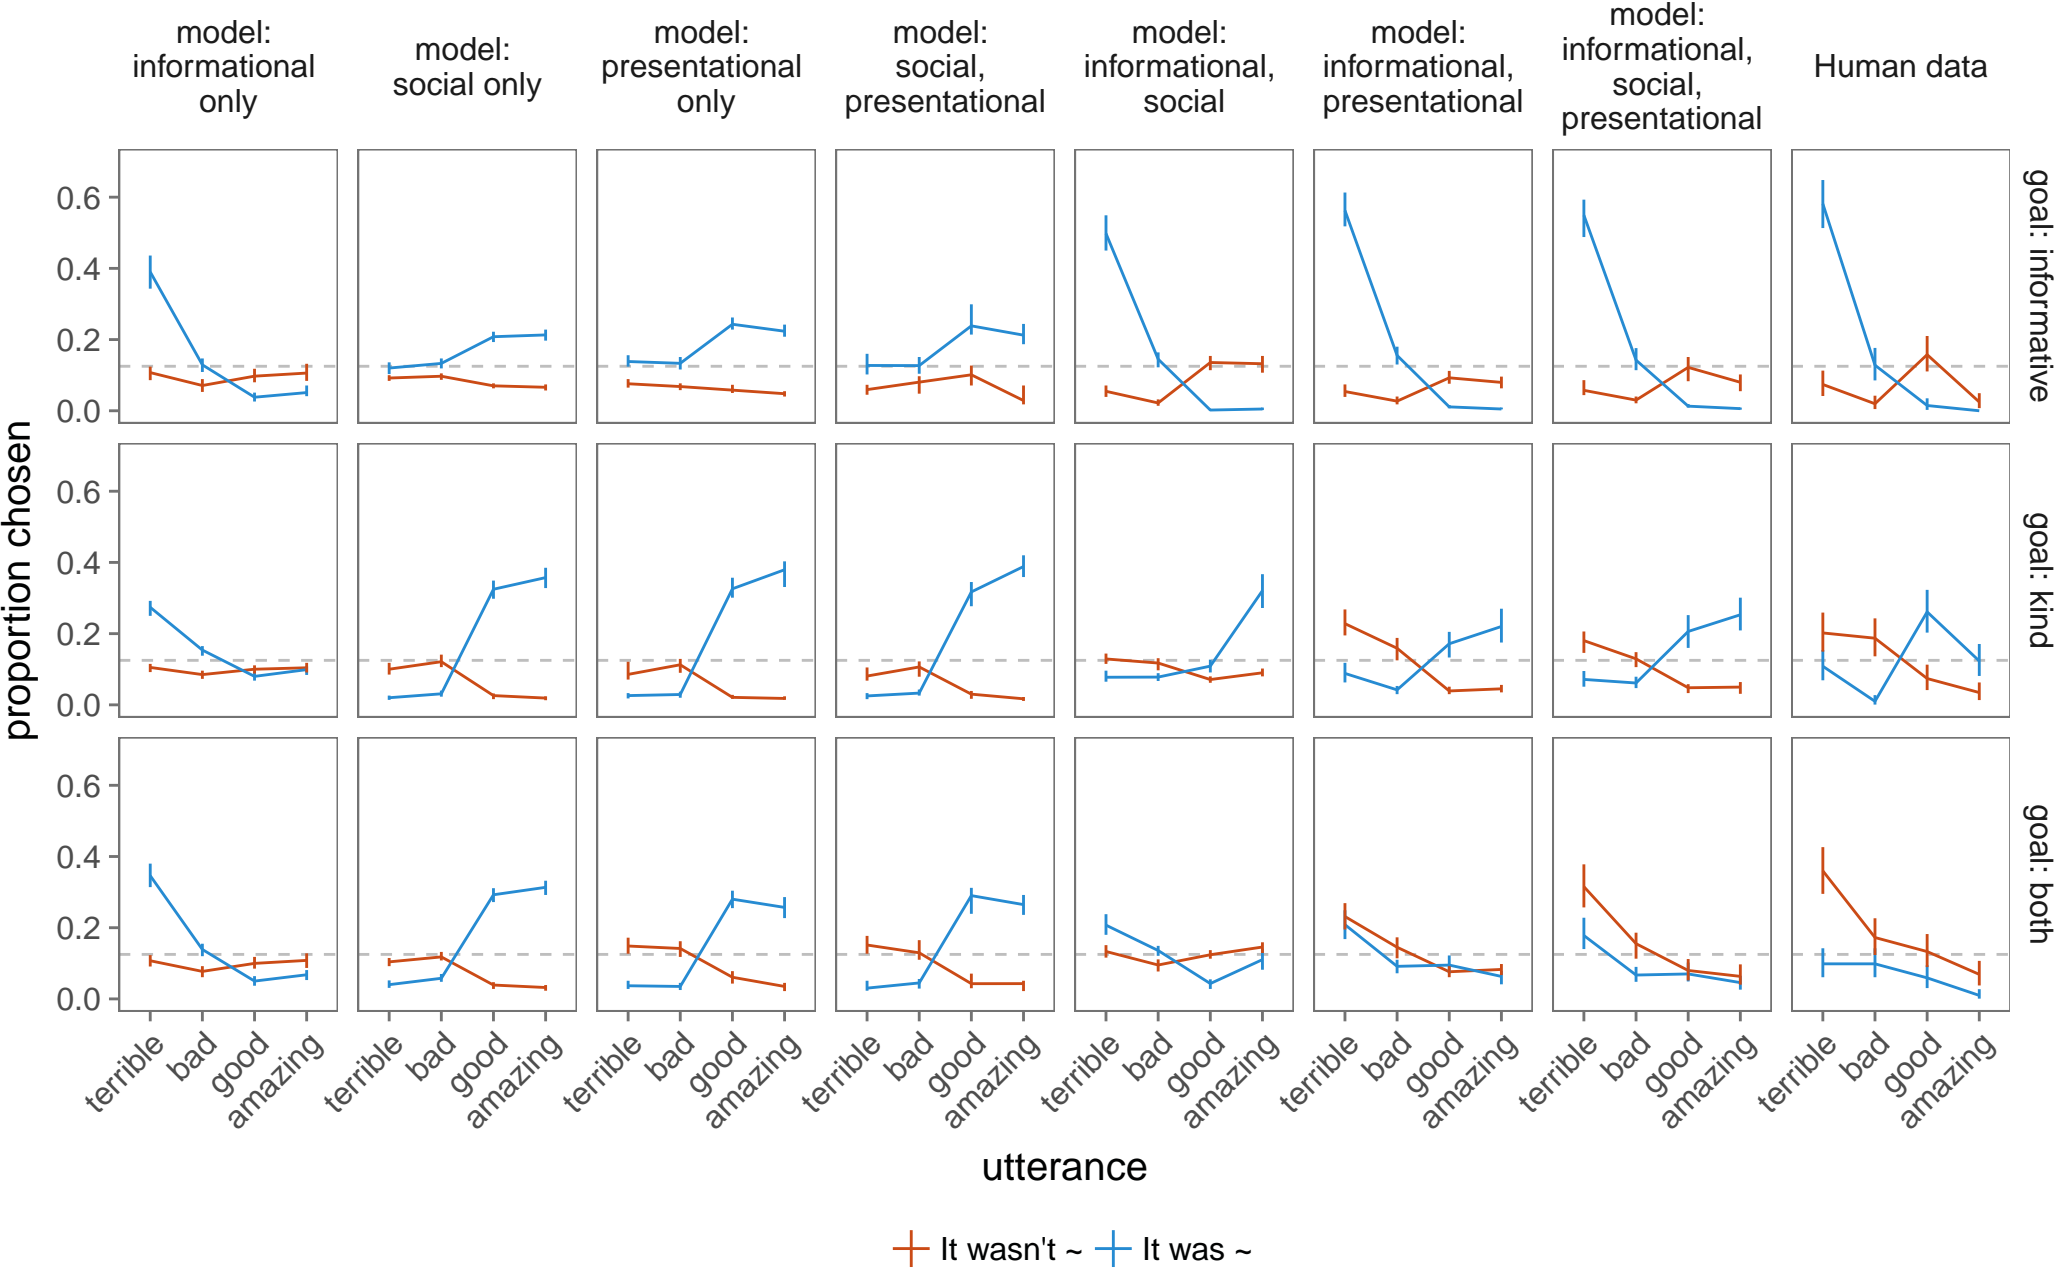 model:
informational
only
model:
social only
model:
presentational
only
model:
social,
presentational
model:
informational,
social
model:
informational,
presentational
model:
informational,
social,
presentational
Human data
proportion chosen
0.6
0.4
0.2
0.0
goal: informative
0.6
0.4
0.2
0.0
goal: kind
0.6
0.4
0.2
0.0
goal: both
terrible bad good amazing
terrible bad good amazing
terrible bad good amazing
terrible bad good amazing
terrible bad good amazing
terrible bad good amazing
terrible bad good amazing
terrible bad good amazing
utterance
It wasn't ~ It was ~